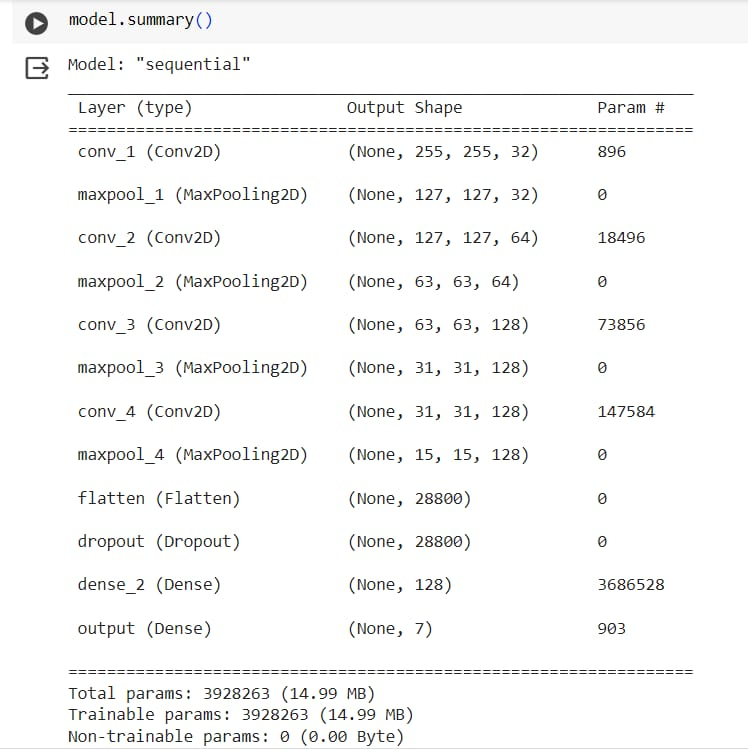 model.summary()
Model: "sequential"
Layer (type) Output Shape Param #
=================================================================
conv_1 (Conv2D) (None, 255, 255, 32) 896
maxpool_1 (MaxPooling2D) (None, 127, 127, 32) 0
conv_2 (Conv2D) (None, 127, 127, 64) 18496
maxpool_2 (MaxPooling2D) (None, 63, 63, 64) 0
conv_3 (Conv2D) (None, 63, 63, 128) 73856
maxpool_3 (MaxPooling2D) (None, 31, 31, 128) 0
conv_4 (Conv2D) (None, 31, 31, 128) 147584
maxpool_4 (MaxPooling2D) (None, 15, 15, 128) 0
flatten (Flatten) (None, 28800) 0
dropout (Dropout) (None, 28800) 0
dense_2 (Dense) (None, 128) 3686528
output (Dense) (None, 7) 903
=================================================================
Total params: 3928263 (14.99 MB)
Trainable params: 3928263 (14.99 MB)
Non-trainable params: 0 (0.00 Byte)